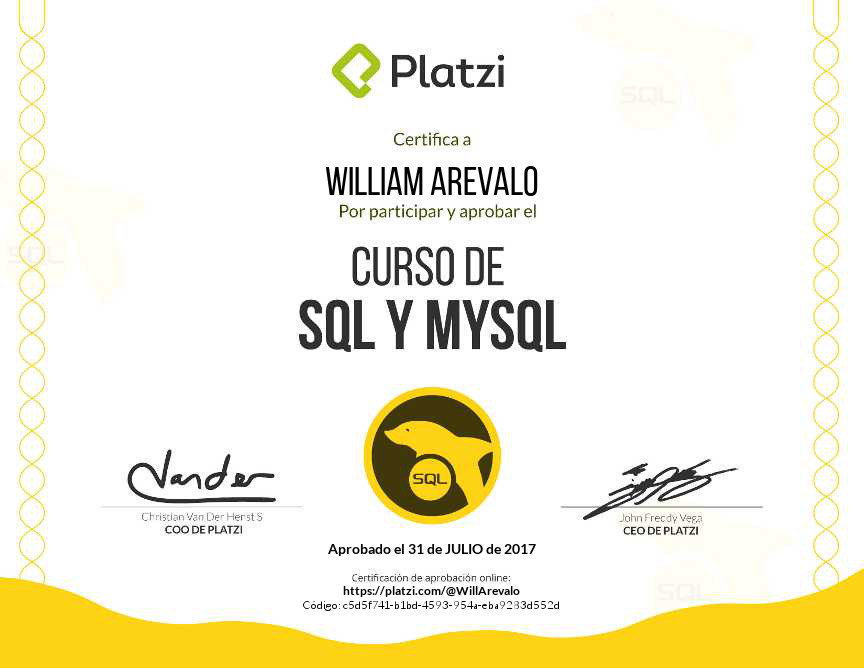 Platzi
Certifica a
WILLIAM AREVALO
Por participar y aprobar el
CURSO DE
SQL Y MYSQL
SQL
Vander
Christian Van Der Henst S
COO DE PLATZI
John Freddy Vega
CEO DE PLATZI
Aprobado el 31 de JULIO de 2017
Certificación de aprobación online:
https://platzi.com/@WillArevalo
Código: c5d5f741-b1bd-4593-954a-eba9283d552d